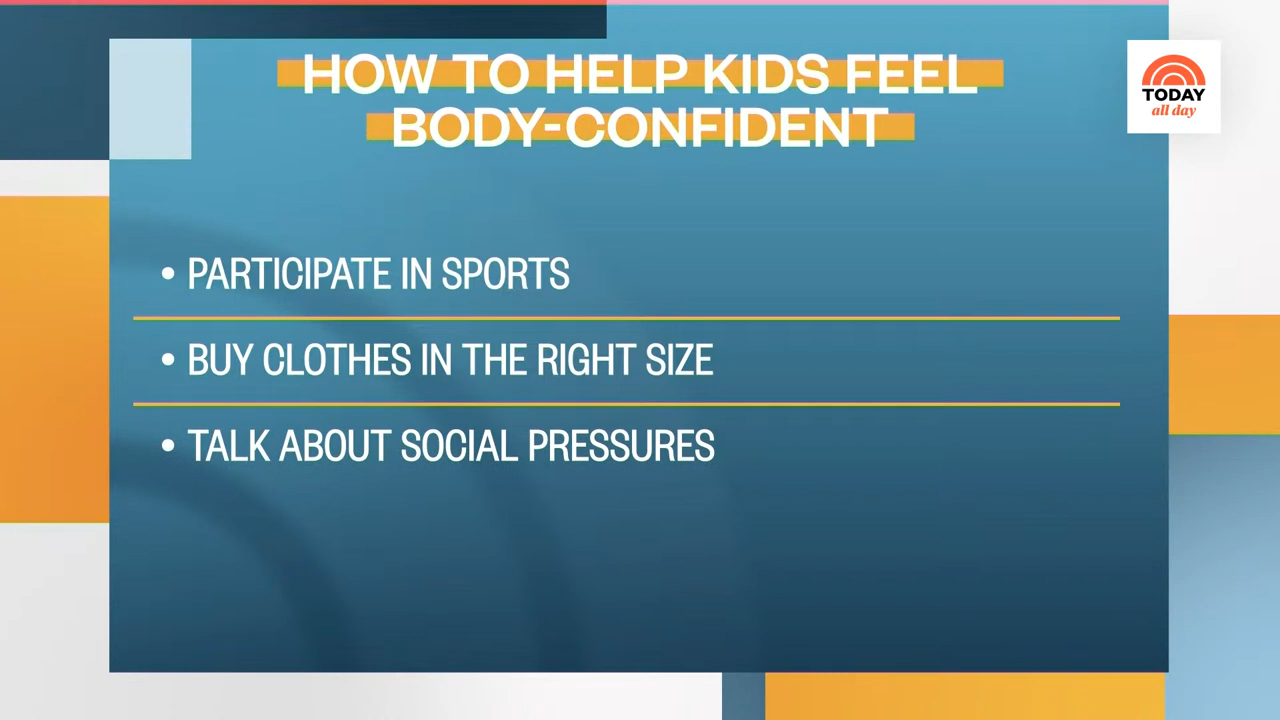 HOW TO HELP KIDS FEEL
BODY-CONFIDENT
TODAY
all day
• PARTICIPATE IN SPORTS
• BUY CLOTHES IN THE RIGHT SIZE
• TALK ABOUT SOCIAL PRESSURES